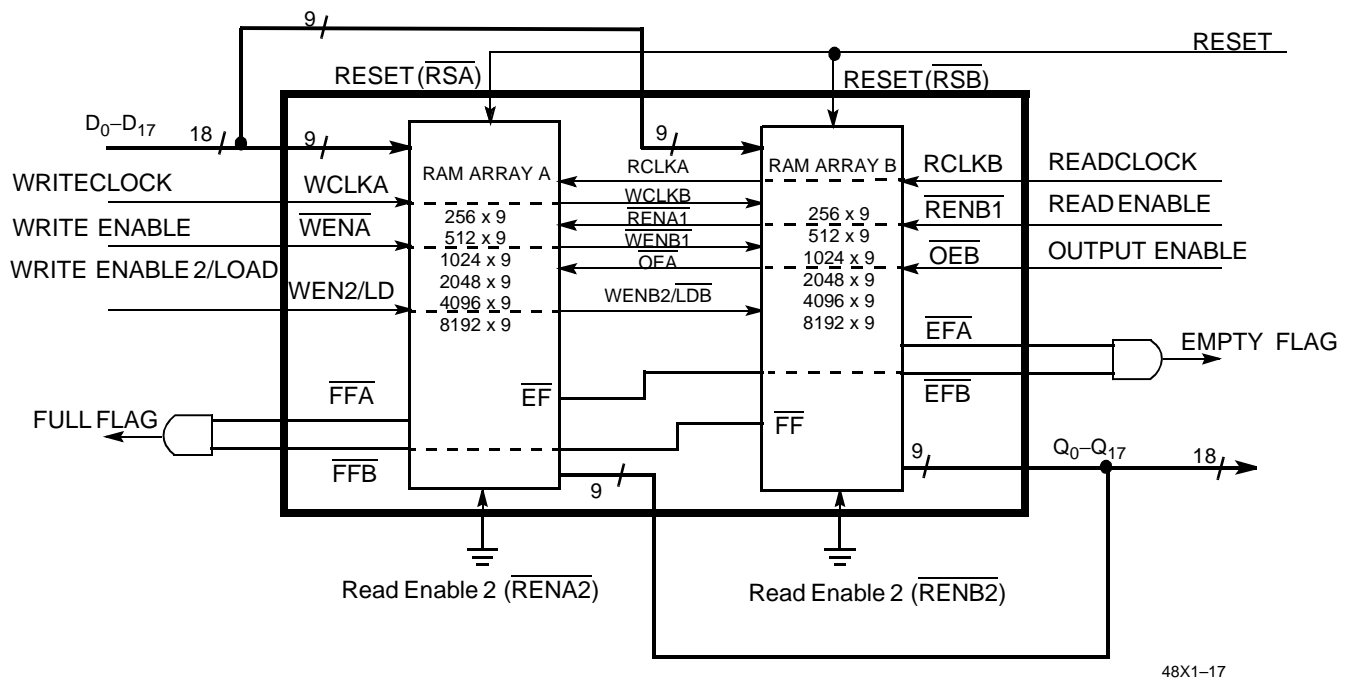 9
RESET
RESET (RSA)
RESET (RSB)
D0–D17
18
9
9
RAM ARRAY A
RCLKA
RAM ARRAY B
RCLKB
READCLOCK
WRITECLOCK
WCLKA
WCLKB
256 x 9
RENA1
256 x 9
RENB1
READ ENABLE
WRITE ENABLE
WENA
512 x 9
WENB1
512 x 9
1024 x 9
OEA
1024 x 9
OEB
OUTPUT ENABLE
WRITE ENABLE 2/LOAD
2048 x 9
2048 x 9
WEN2/LD
4096 x 9
WENB2/LDB
4096 x 9
8192 x 9
8192 x 9
EFA
EMPTY FLAG
FFA
EF
EFB
FULL FLAG
FF
FFB
9
9
Q0–Q17
18
Read Enable 2 (RENA2)
Read Enable 2 (RENB2)
48X1–17